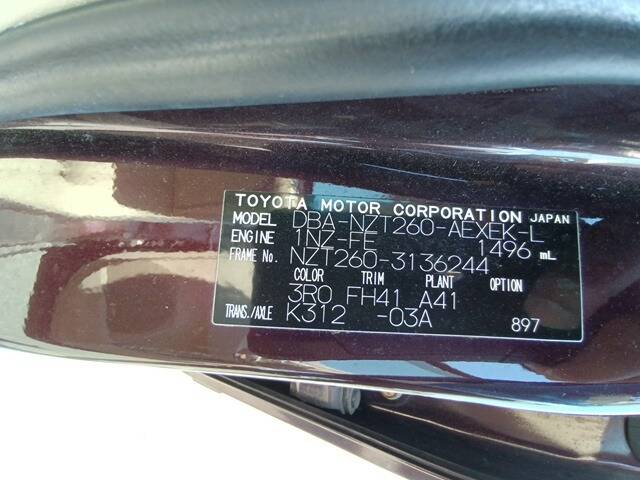 TOYOTA MOTOR CORPORATION JAPAN
MODEL DBA-NZT260-AEXEK-L
ENGINE 1NZ-FE 1496 mL
FRAME No. NZT260-3136244
COLOR TRIM PLANT OPTION
3R0 FH41 A41
TRANS./AXLE K312 -03A 897